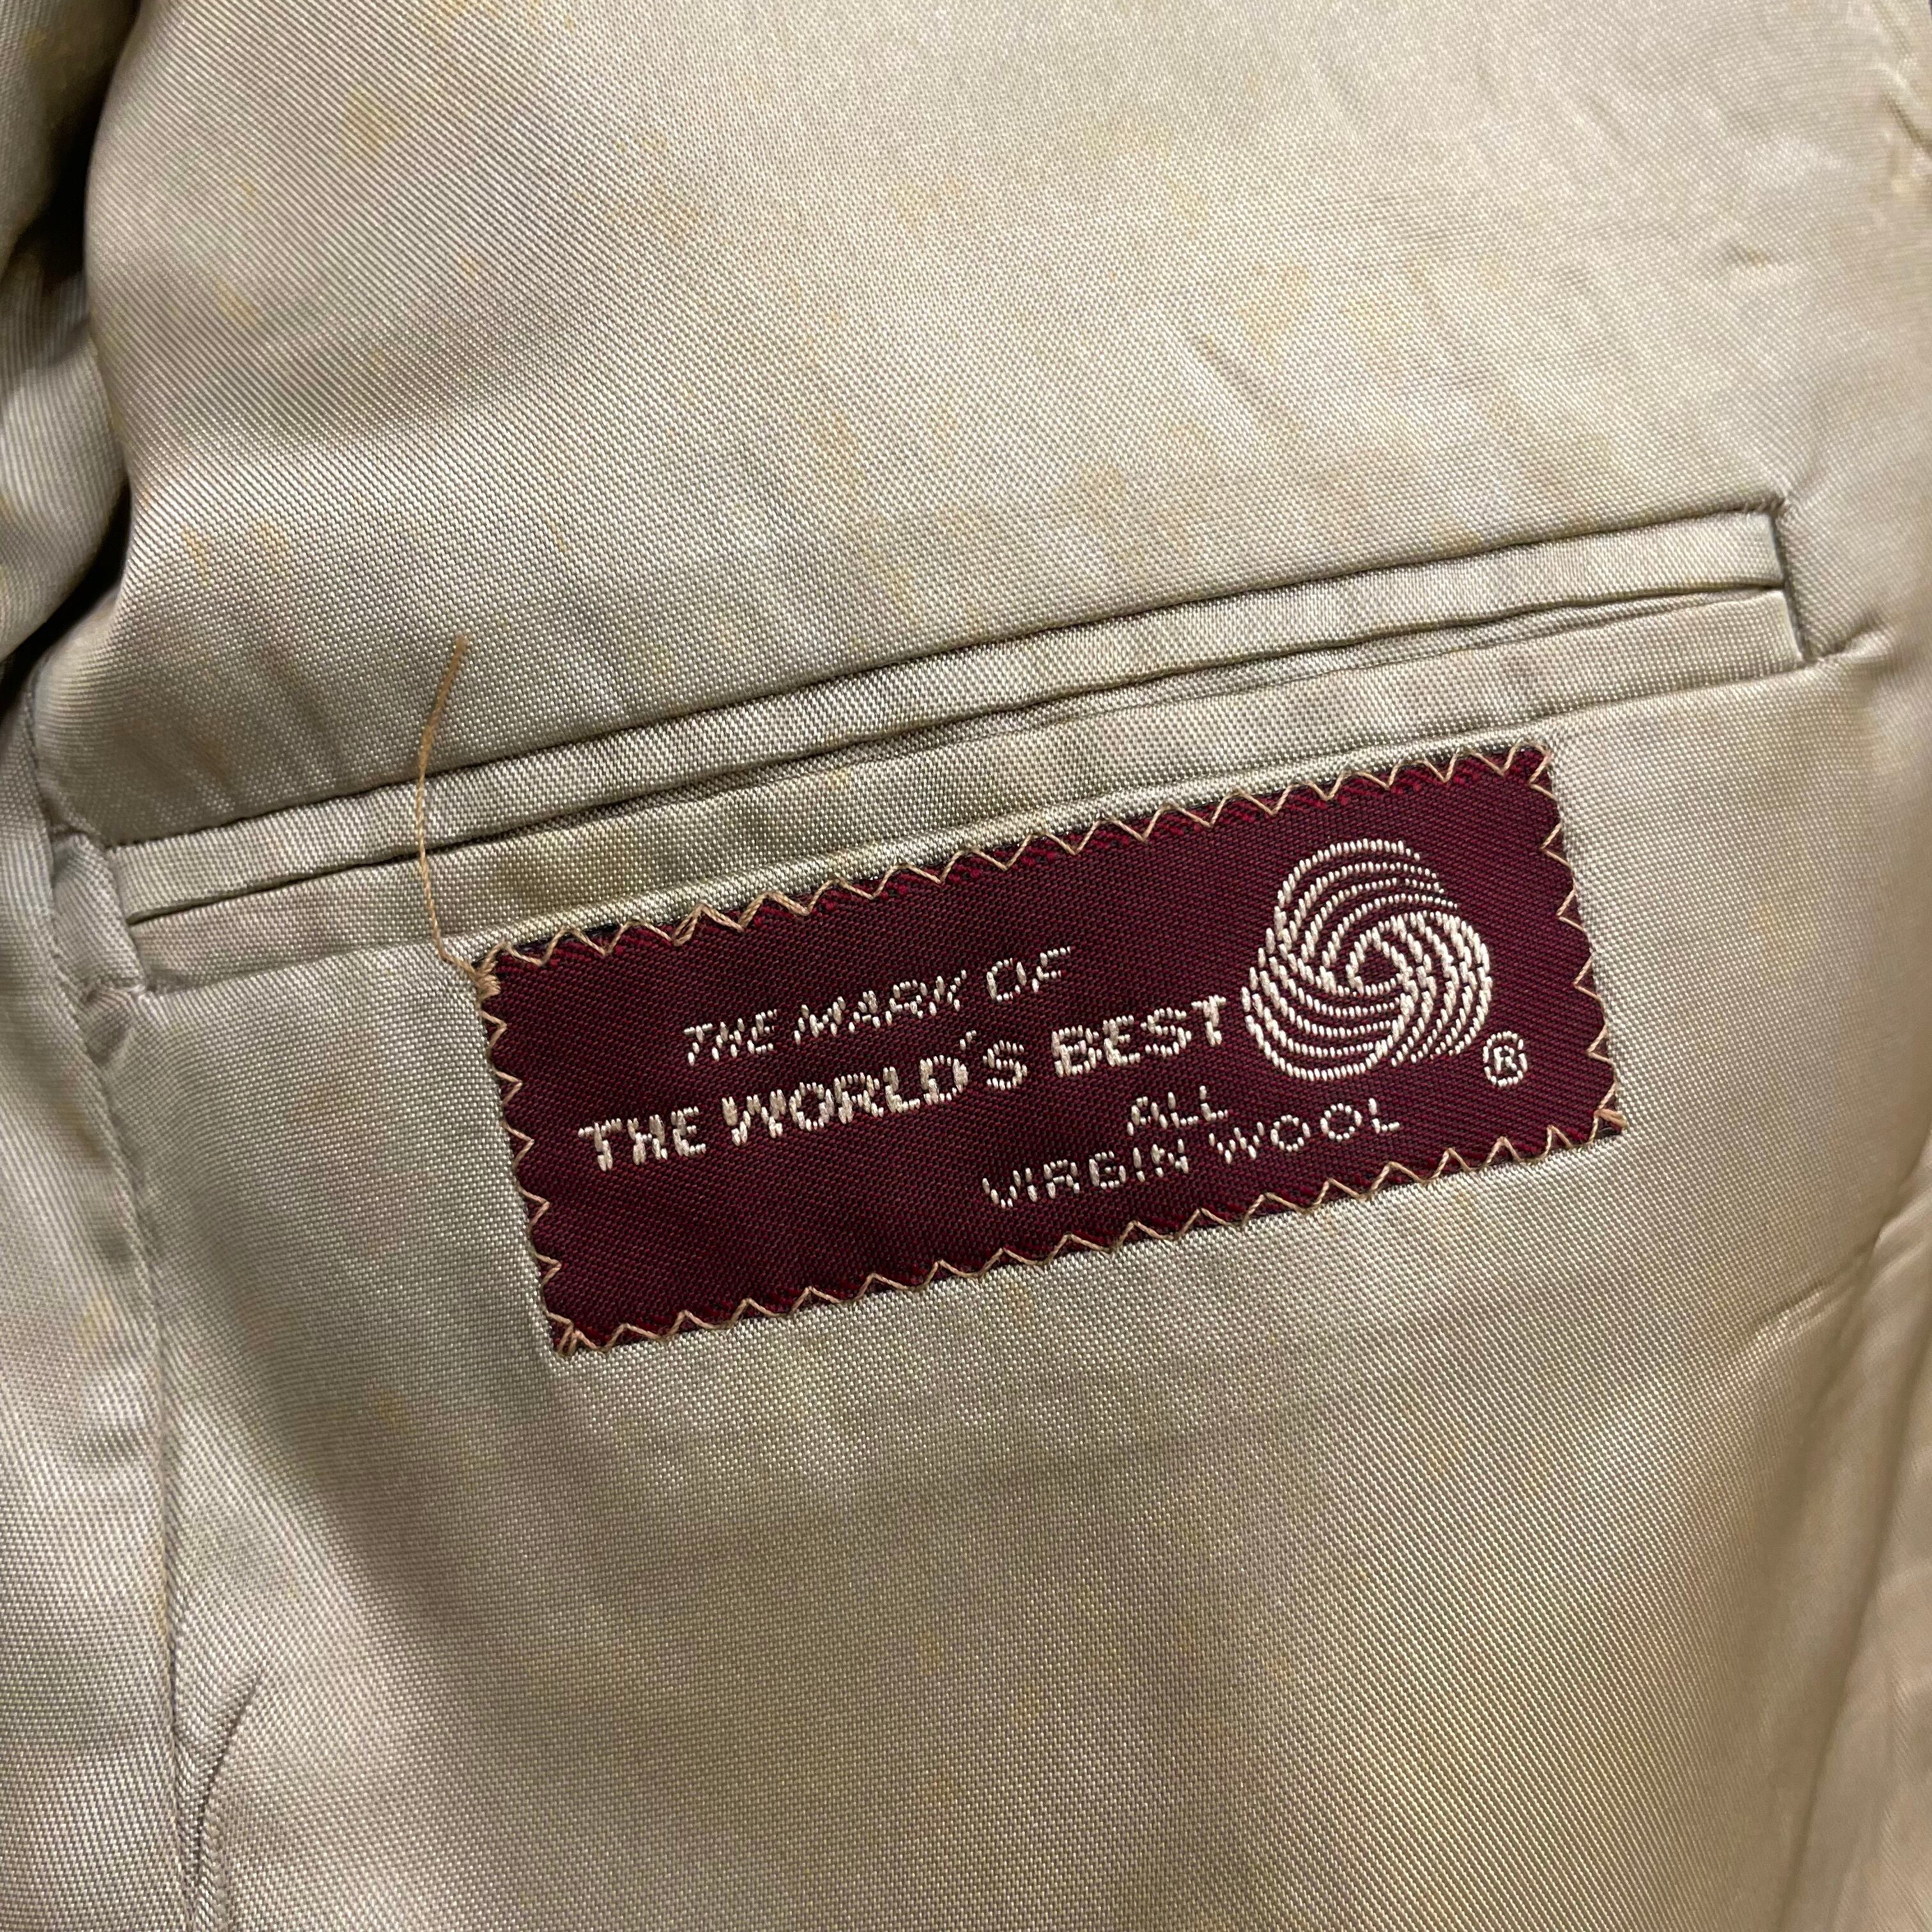 THE MARK OF
THE WORLD'S BEST
®
ALL
VIRGIN WOOL